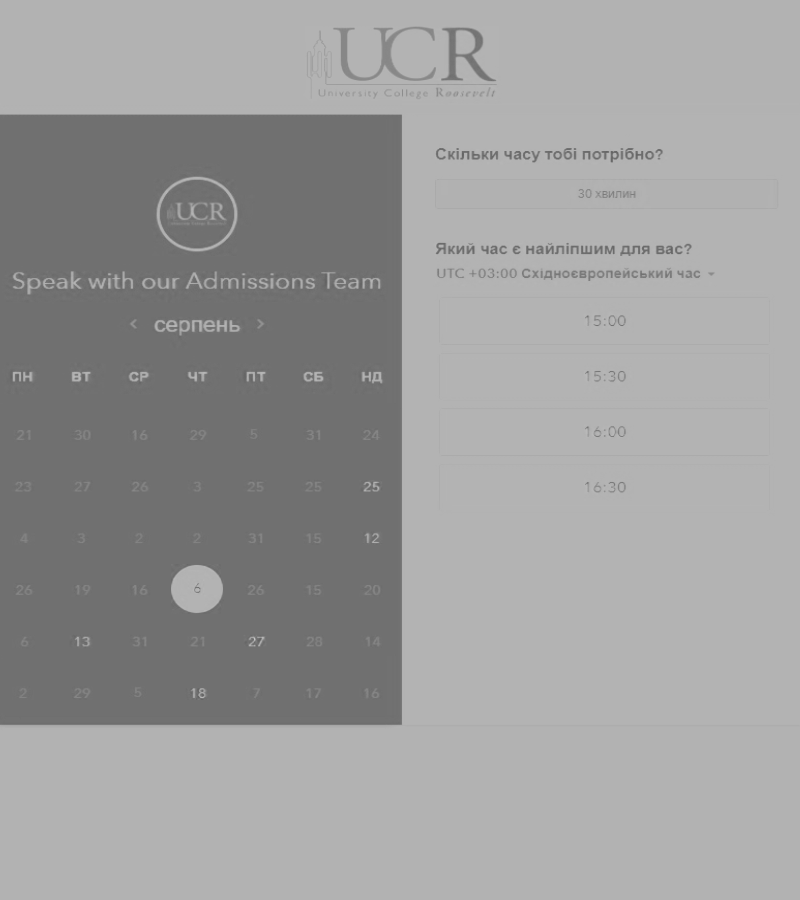 UCR
University College Roosevelt
UCR
Speak with our Admissions Team
серпень
ПН ВТ СР ЧТ ПТ СБ НД
21 30 16 29 5 31 24
23 27 26 3 25 25 25
4 3 2 2 31 15 12
26 19 16 6 26 15 20
6 13 31 21 27 28 14
2 29 5 18 7 17 16
Скільки часу тобі потрібно?
30 хвилин
Який час є найліпшим для вас?
UTC +03:00 Східноєвропейський час
15:00
15:30
16:00
16:30